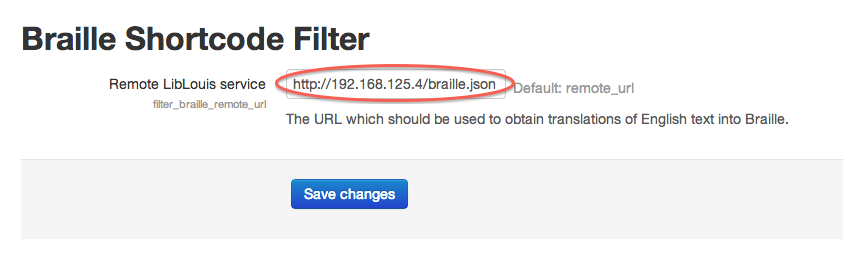 Braille Shortcode Filter
Remote LibLouis service http://192.168.125.4/braille.json Default: remote_url
filter_braille_remote_url
The URL which should be used to obtain translations of English text into Braille.
Save changes